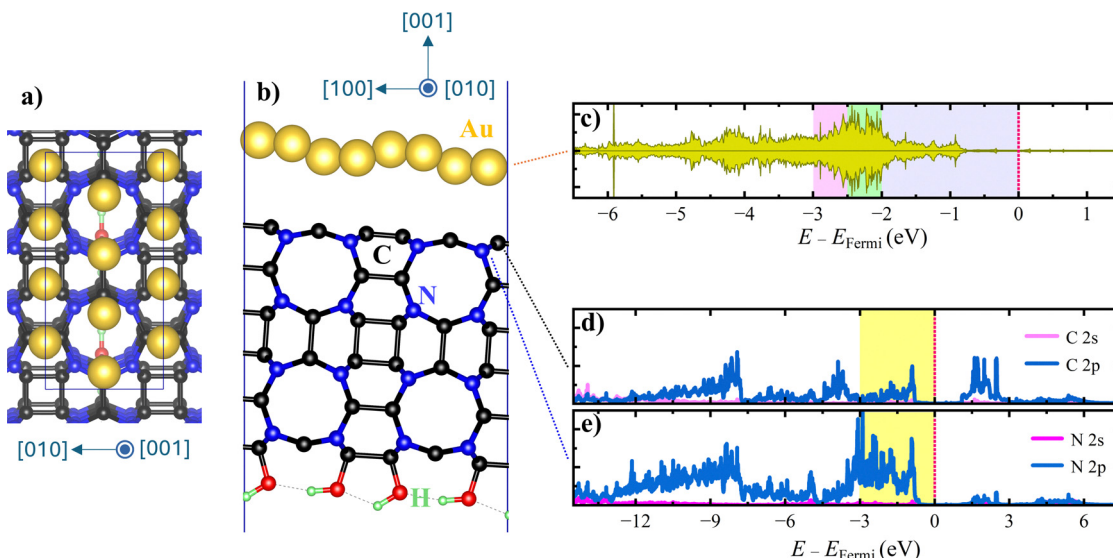 a)
[010]
[001]
b)
[001]
[100]
[010]
Au
C
N
H
c)
−6 −5 −4 −3 −2 −1 0 1
E – EFermi (eV)
d)
C 2s
C 2p
e)
N 2s
N 2p
−12 −9 −6 −3 0 3 6
E – EFermi (eV)